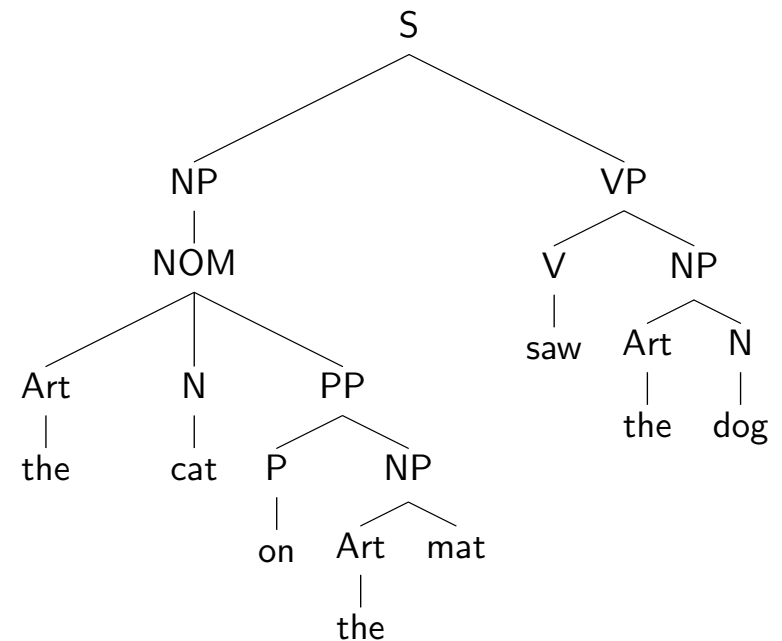 S
NP VP
NOM V NP
saw Art N
Art N PP the dog
the cat P NP
on Art mat
the